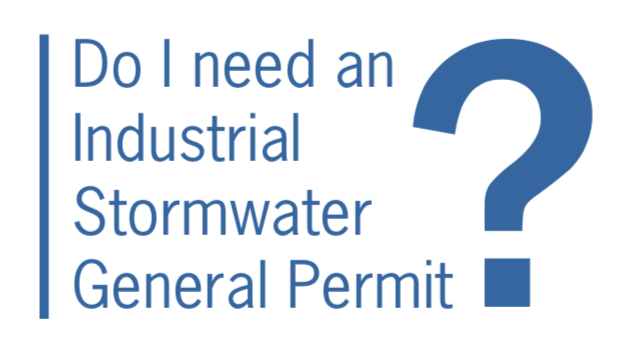 Do I need an
Industrial
Stormwater
General Permit?